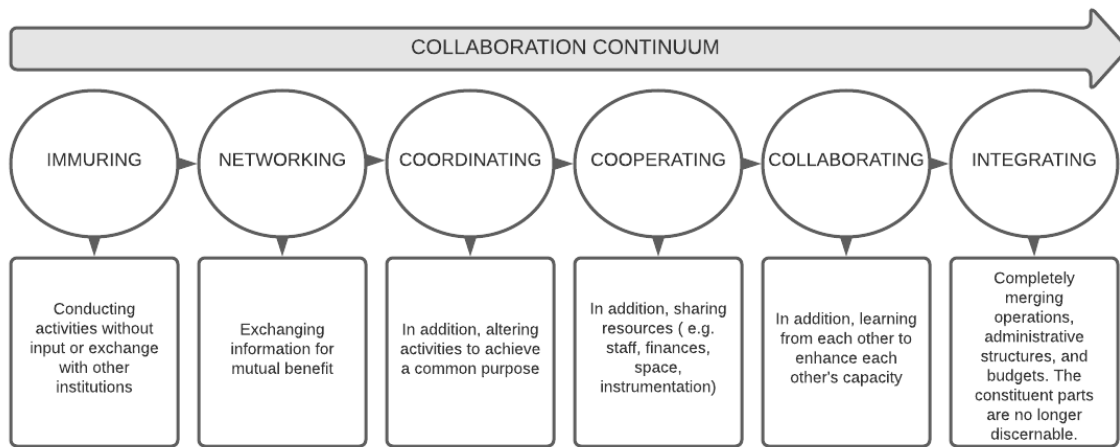 COLLABORATION CONTINUUM
IMMURING
NETWORKING
COORDINATING
COOPERATING
COLLABORATING
INTEGRATING
Conducting
activities without
input or exchange
with other
institutions
Exchanging
information for
mutual benefit
In addition, altering
activities to achieve
a common purpose
In addition, sharing
resources ( e.g.
staff, finances,
space,
instrumentation)
In addition, learning
from each other to
enhance each
other's capacity
Completely
merging
operations,
administrative
structures, and
budgets. The
constituent parts
are no longer
discernable.